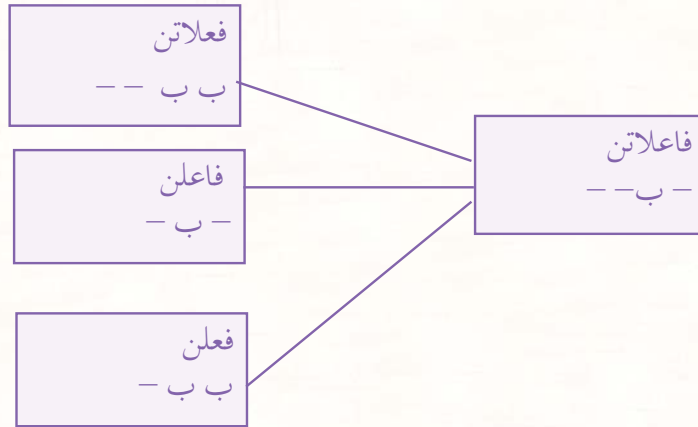 فاعلاتن
– ب– –
فعلاتن
ب ب – –
فاعلن
– ب –
فعلن
ب ب –